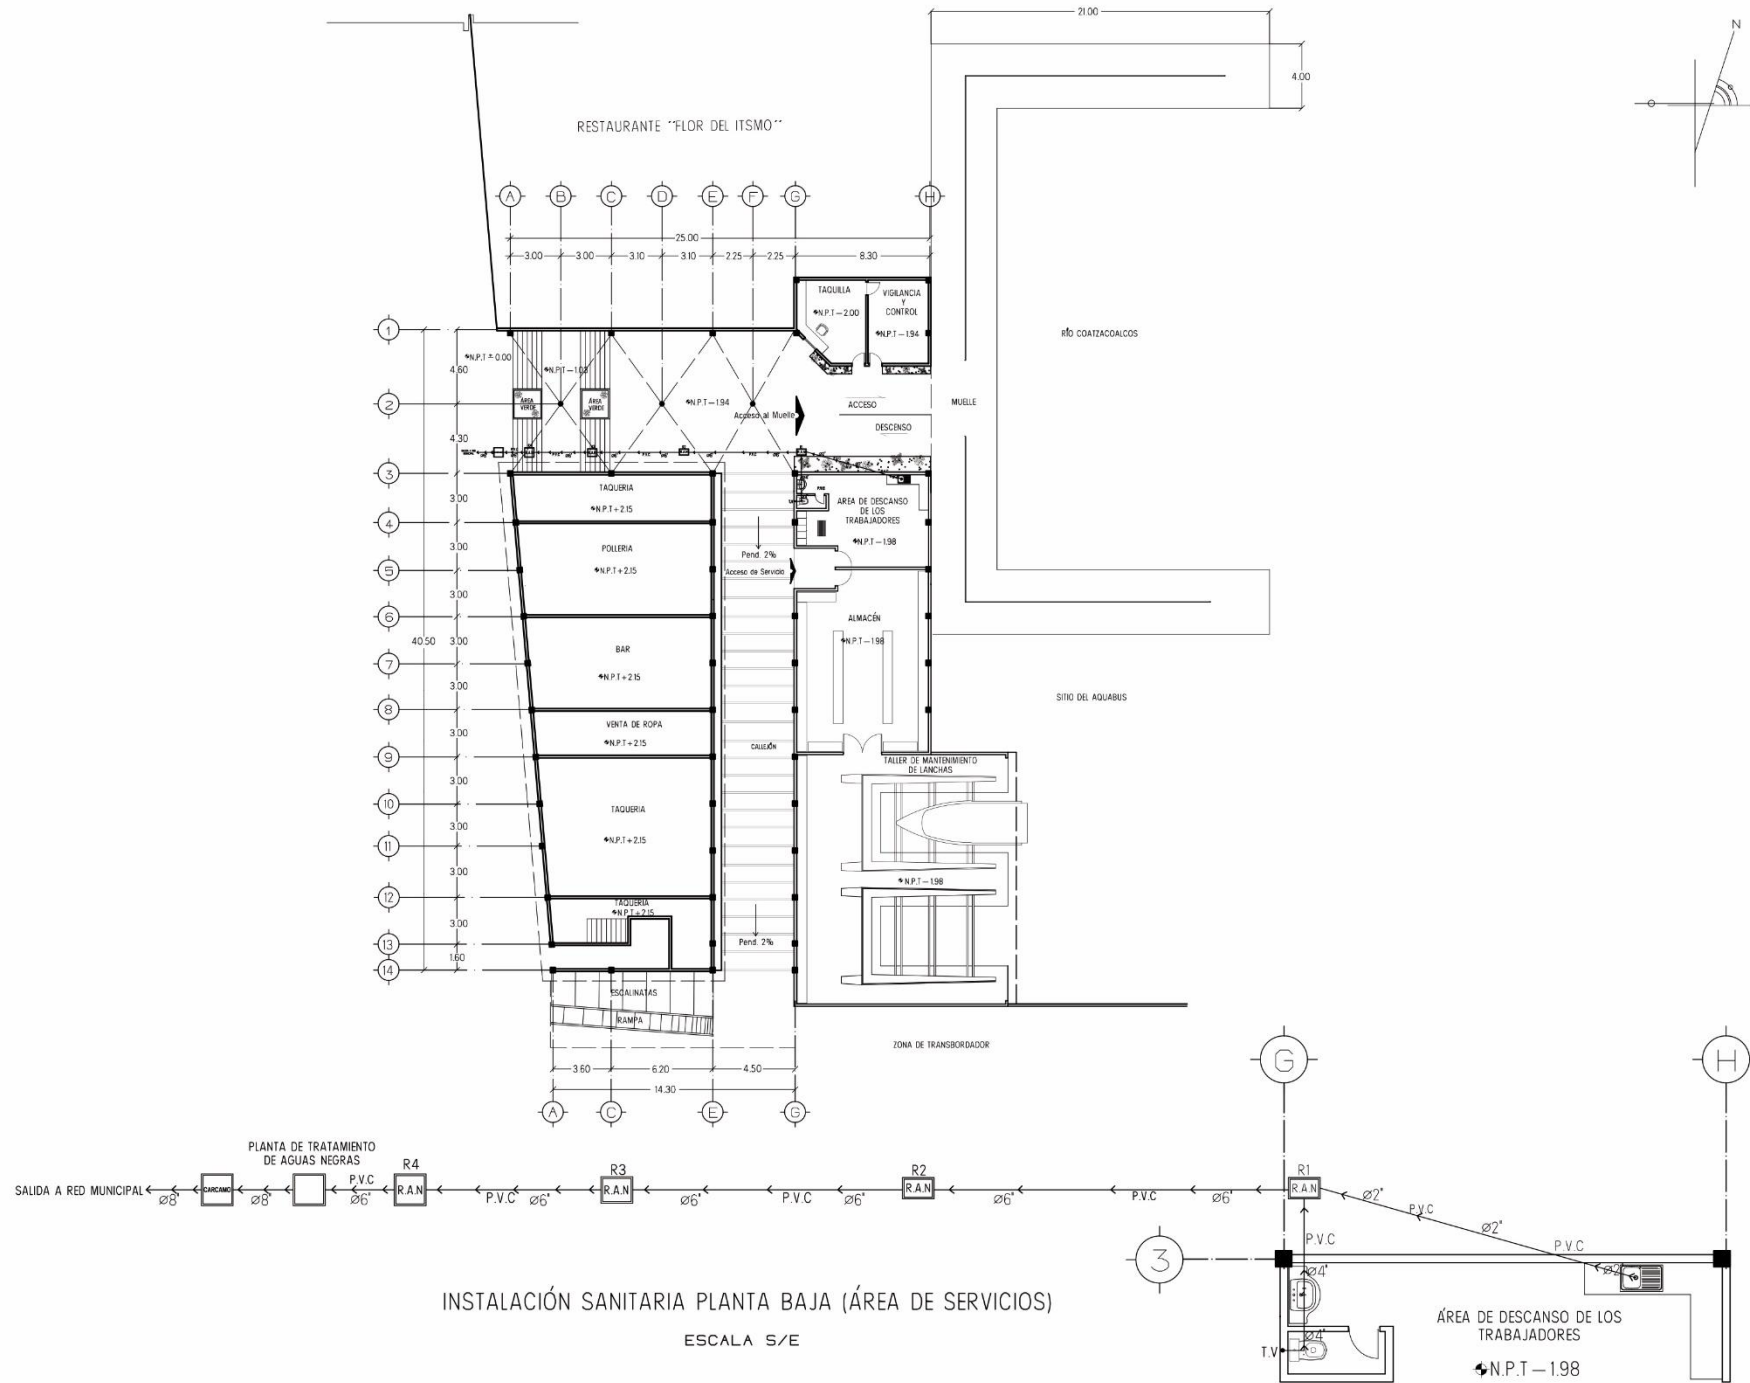 21.00
N
4.00
RESTAURANTE "FLOR DEL ITSMO"
A B C D E F G H
25.00
3.00 3.00 3.10 3.10 2.25 2.25 8.30
TAQUILLA
N.P.T-2.00
VIGILANCIA
Y
CONTROL
N.P.T-1.94
1
N.P.T±0.00
4.60
N.P.T-1.03
RÍO COATZACOALCOS
2
ÁREA
VERDE
ÁREA
VERDE
N.P.T-1.94
Acceso al Muelle
ACCESO
MUELLE
DESCENSO
4.30
3
TAQUERIA
N.P.T+2.15
3.00
AREA DE DESCANSO
DE LOS
TRABAJADORES
N.P.T-1.98
4
POLLERIA
N.P.T+2.15
3.00
Pend. 2%
Acceso de Servicio
5
3.00
6
ALMACÉN
N.P.T-1.98
40.50
3.00
BAR
N.P.T+2.15
7
3.00
SITIO DEL AQUABUS
8
VENTA DE ROPA
N.P.T+2.15
3.00
CALLEJÓN
9
TALLER DE MANTENIMIENTO
DE LANCHAS
3.00
10
TAQUERIA
3.00
N.P.T+2.15
11
3.00
N.P.T-1.98
12
TAQUERIA
N.P.T+2.15
3.00
Pend. 2%
13
1.60
14
ESCALINATAS
RAMPA
ZONA DE TRANSBORDADOR
3.60 6.20 4.50
14.30
A C E G
G H
PLANTA DE TRATAMIENTO
DE AGUAS NEGRAS
R4 R3 R2 R1
SALIDA A RED MUNICIPAL Ø8" CARCAMO Ø8" P.V.C Ø6" R.A.N P.V.C Ø6" R.A.N Ø6" P.V.C Ø6" R.A.N Ø6" P.V.C Ø6" R.A.N Ø2"
P.V.C
Ø2"
P.V.C P.V.C
3
Ø4" Ø2"
ÁREA DE DESCANSO DE LOS
TRABAJADORES
T.V Ø4"
N.P.T-1.98
INSTALACIÓN SANITARIA PLANTA BAJA (ÁREA DE SERVICIOS)
ESCALA S/E